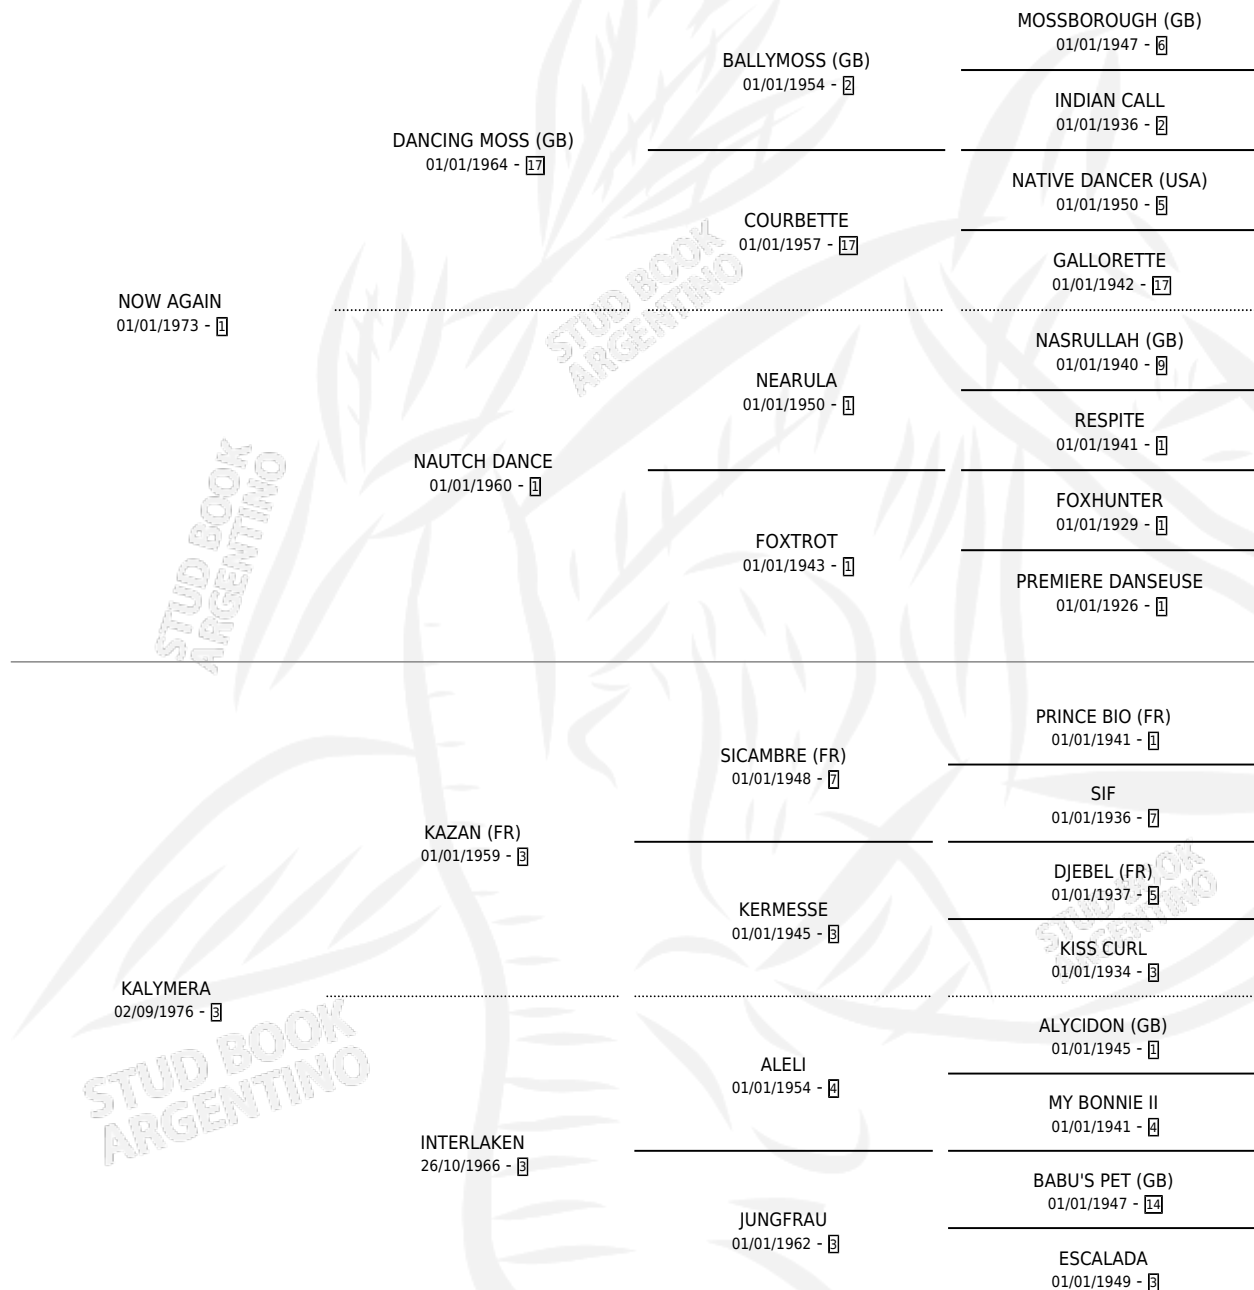 MOSSBOROUGH (GB)
01/01/1947 - 6
BALLYMOSS (GB)
01/01/1954 - 2
INDIAN CALL
01/01/1936 - 2
DANCING MOSS (GB)
01/01/1964 - 17
NATIVE DANCER (USA)
01/01/1950 - 5
COURBETTE
01/01/1957 - 17
GALLORETTE
01/01/1942 - 17
NOW AGAIN
01/01/1973 - 1
NASRULLAH (GB)
01/01/1940 - 9
NEARULA
01/01/1950 - 1
RESPITE
01/01/1941 - 1
NAUTCH DANCE
01/01/1960 - 1
FOXHUNTER
01/01/1929 - 1
FOXTROT
01/01/1943 - 1
PREMIERE DANSEUSE
01/01/1926 - 1
PRINCE BIO (FR)
01/01/1941 - 1
SICAMBRE (FR)
01/01/1948 - 7
SIF
01/01/1936 - 7
KAZAN (FR)
01/01/1959 - 3
DJEBEL (FR)
01/01/1937 - 5
KERMESSE
01/01/1945 - 3
KISS CURL
01/01/1934 - 3
KALYMERA
02/09/1976 - 3
ALYCIDON (GB)
01/01/1945 - 1
ALELI
01/01/1954 - 4
MY BONNIE II
01/01/1941 - 4
INTERLAKEN
26/10/1966 - 3
BABU'S PET (GB)
01/01/1947 - 14
JUNGFRAU
01/01/1962 - 3
ESCALADA
01/01/1949 - 3
STUD BOOK
ARGENTINO
STUD BOOK
ARGENTINO
STUD BOOK
ARGENTINO
STUD BOOK
ARGENTINO